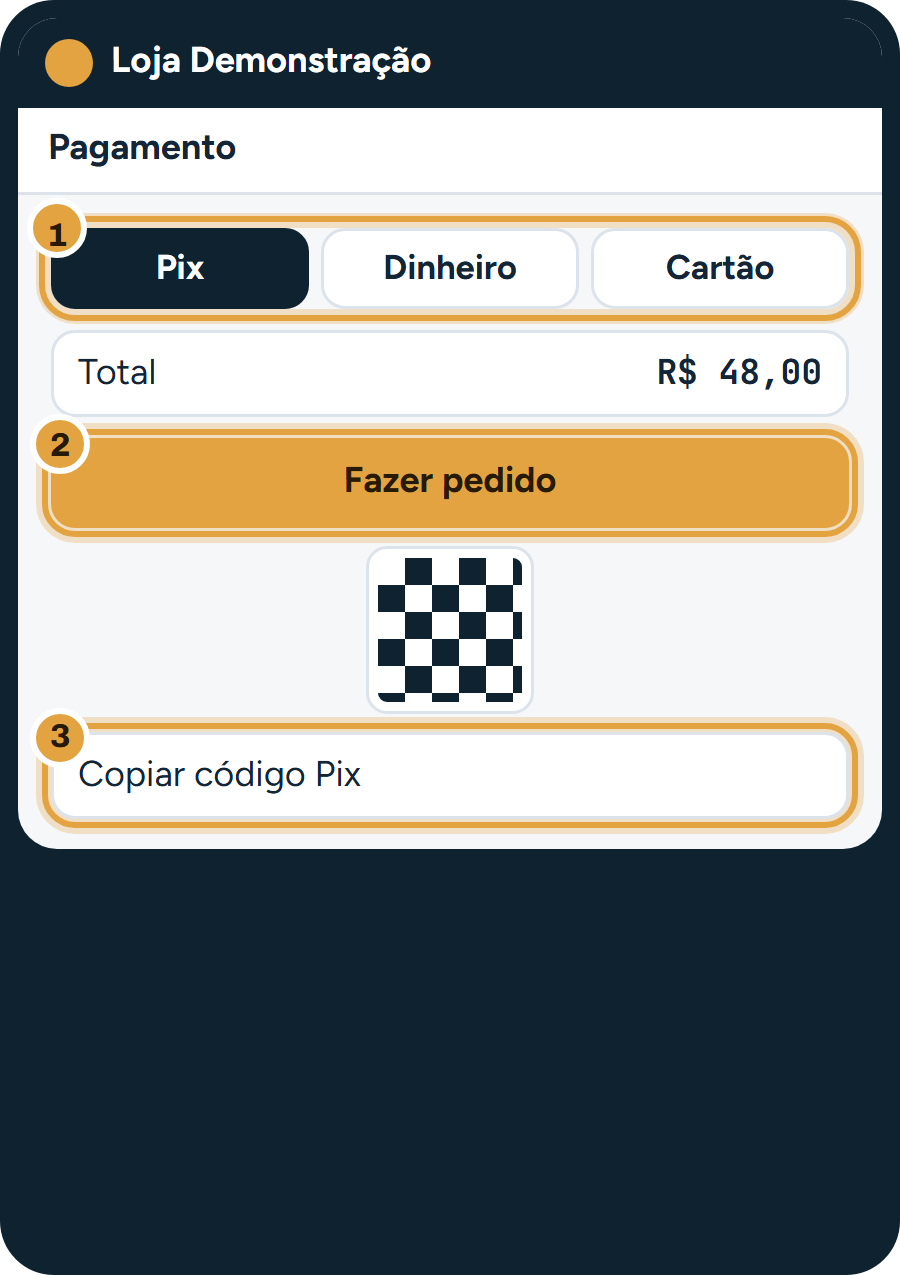 Loja Demonstração
Pagamento
1
Pix Dinheiro Cartão
Total R$ 48,00
2
Fazer pedido
3
Copiar código Pix